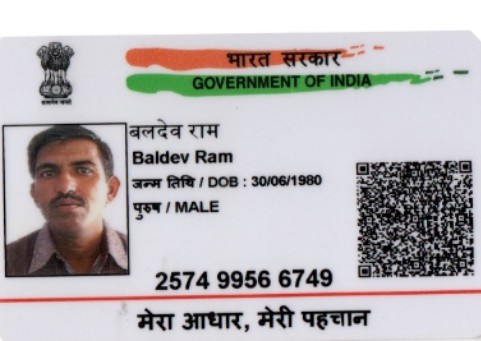 भारत सरकार
GOVERNMENT OF INDIA
बलदेव राम
Baldev Ram
जन्म तिथि / DOB : 30/06/1980
पुरुष / MALE
2574 9956 6749
मेरा आधार, मेरी पहचान